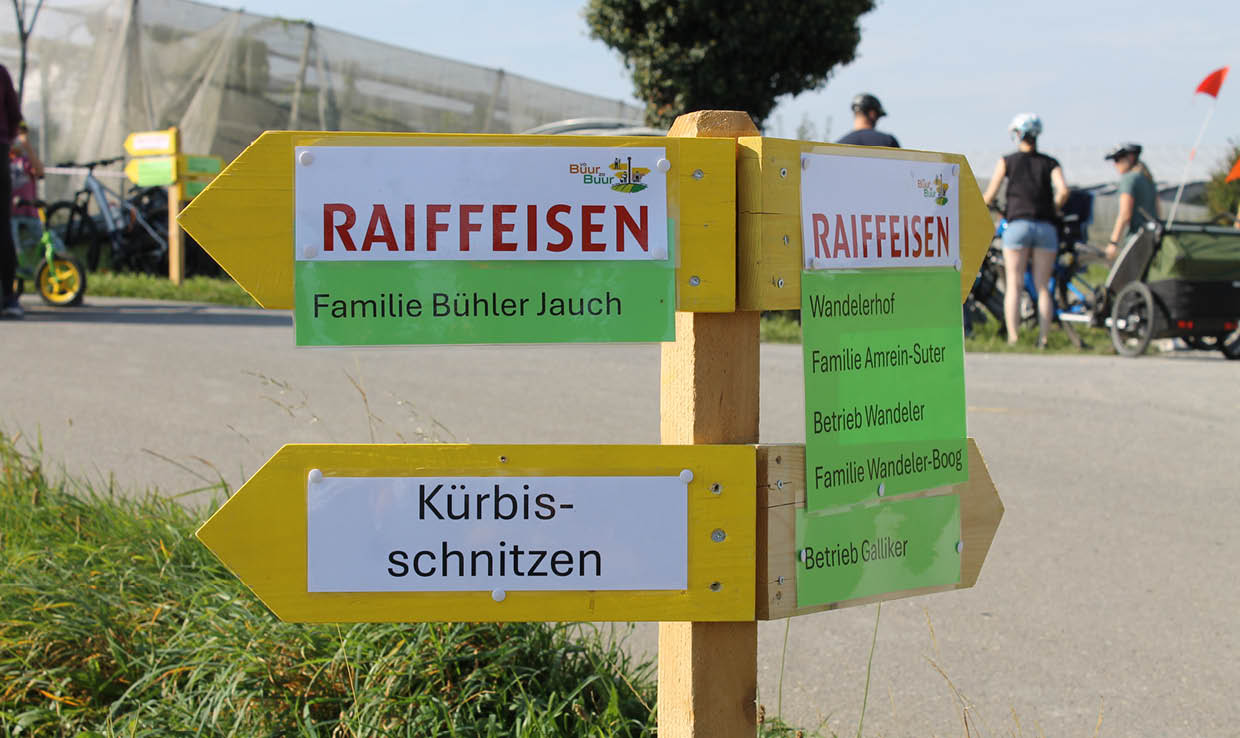 vo Büur zu Büur
RAIFFEISEN
Familie Bühler Jauch
Kürbis-
schnitzen
Büur
Büur
RAIFFEISEN
Wandelerhof
Familie Amrein-Suter
Betrieb Wandeler
Familie Wandeler-Boog
Betrieb Galliker